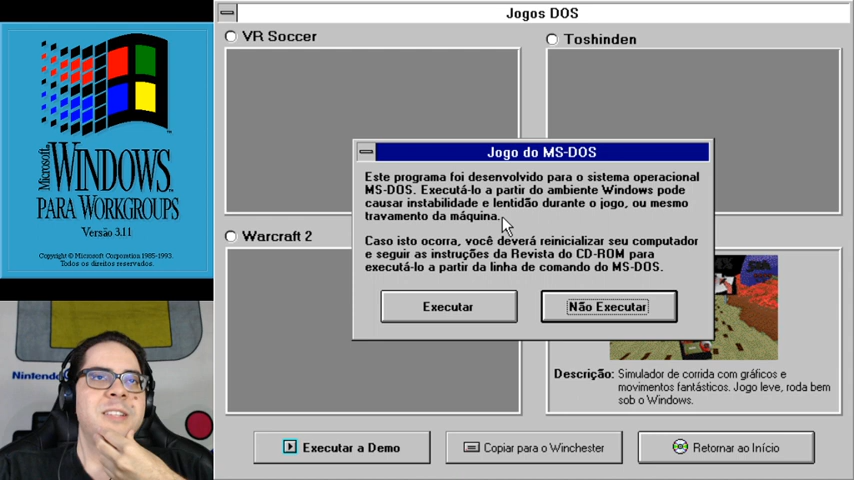 Microsoft®
WINDOWS
PARA WORKGROUPS
Versão 3.11
Copyright © Microsoft Corporation 1985-1993.
Todos os direitos reservados.
Nintendo
Jogos DOS
VR Soccer
Toshinden
Jogo do MS-DOS
Este programa foi desenvolvido para o sistema operacional
MS-DOS. Executá-lo a partir do ambiente Windows pode
causar instabilidade e lentidão durante o jogo, ou mesmo
travamento da máquina.
Caso isto ocorra, você deverá reinicializar seu computador
e seguir as instruções da Revista do CD-ROM para
executá-lo a partir da linha de comando do MS-DOS.
Executar
Não Executar
Warcraft 2
Descrição: Simulador de corrida com gráficos e
movimentos fantásticos. Jogo leve, roda bem
sob o Windows.
Executar a Demo
Copiar para o Winchester
Retornar ao Início